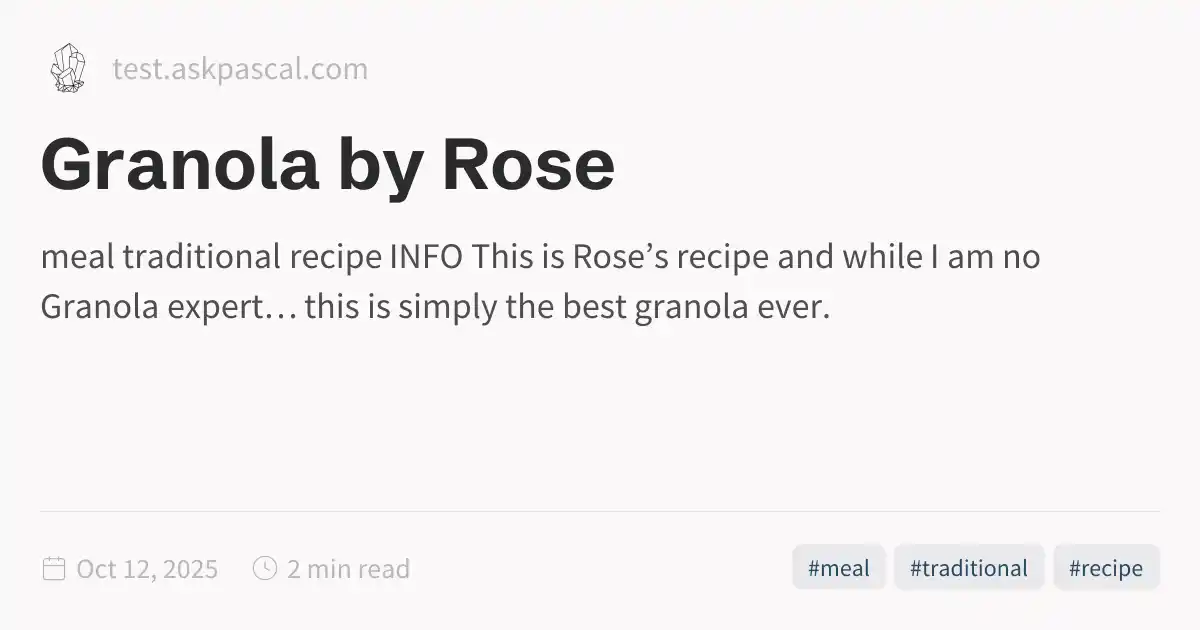 test.askpascal.com
Granola by Rose
meal traditional recipe INFO This is Rose’s recipe and while I am no
Granola expert… this is simply the best granola ever.
Oct 12, 2025
2 min read
#meal
#traditional
#recipe